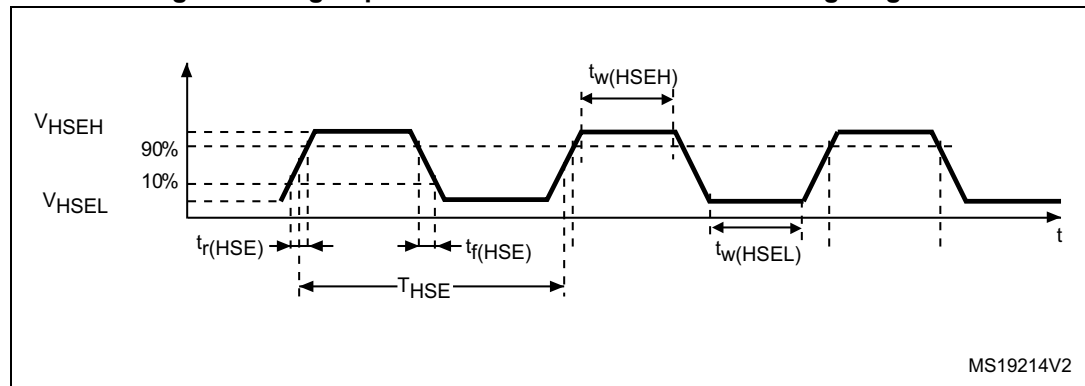 tw(HSEH)
VHSEH
90%
10%
VHSEL
tr(HSE)
tf(HSE)
tw(HSEL)
t
THSE
MS19214V2